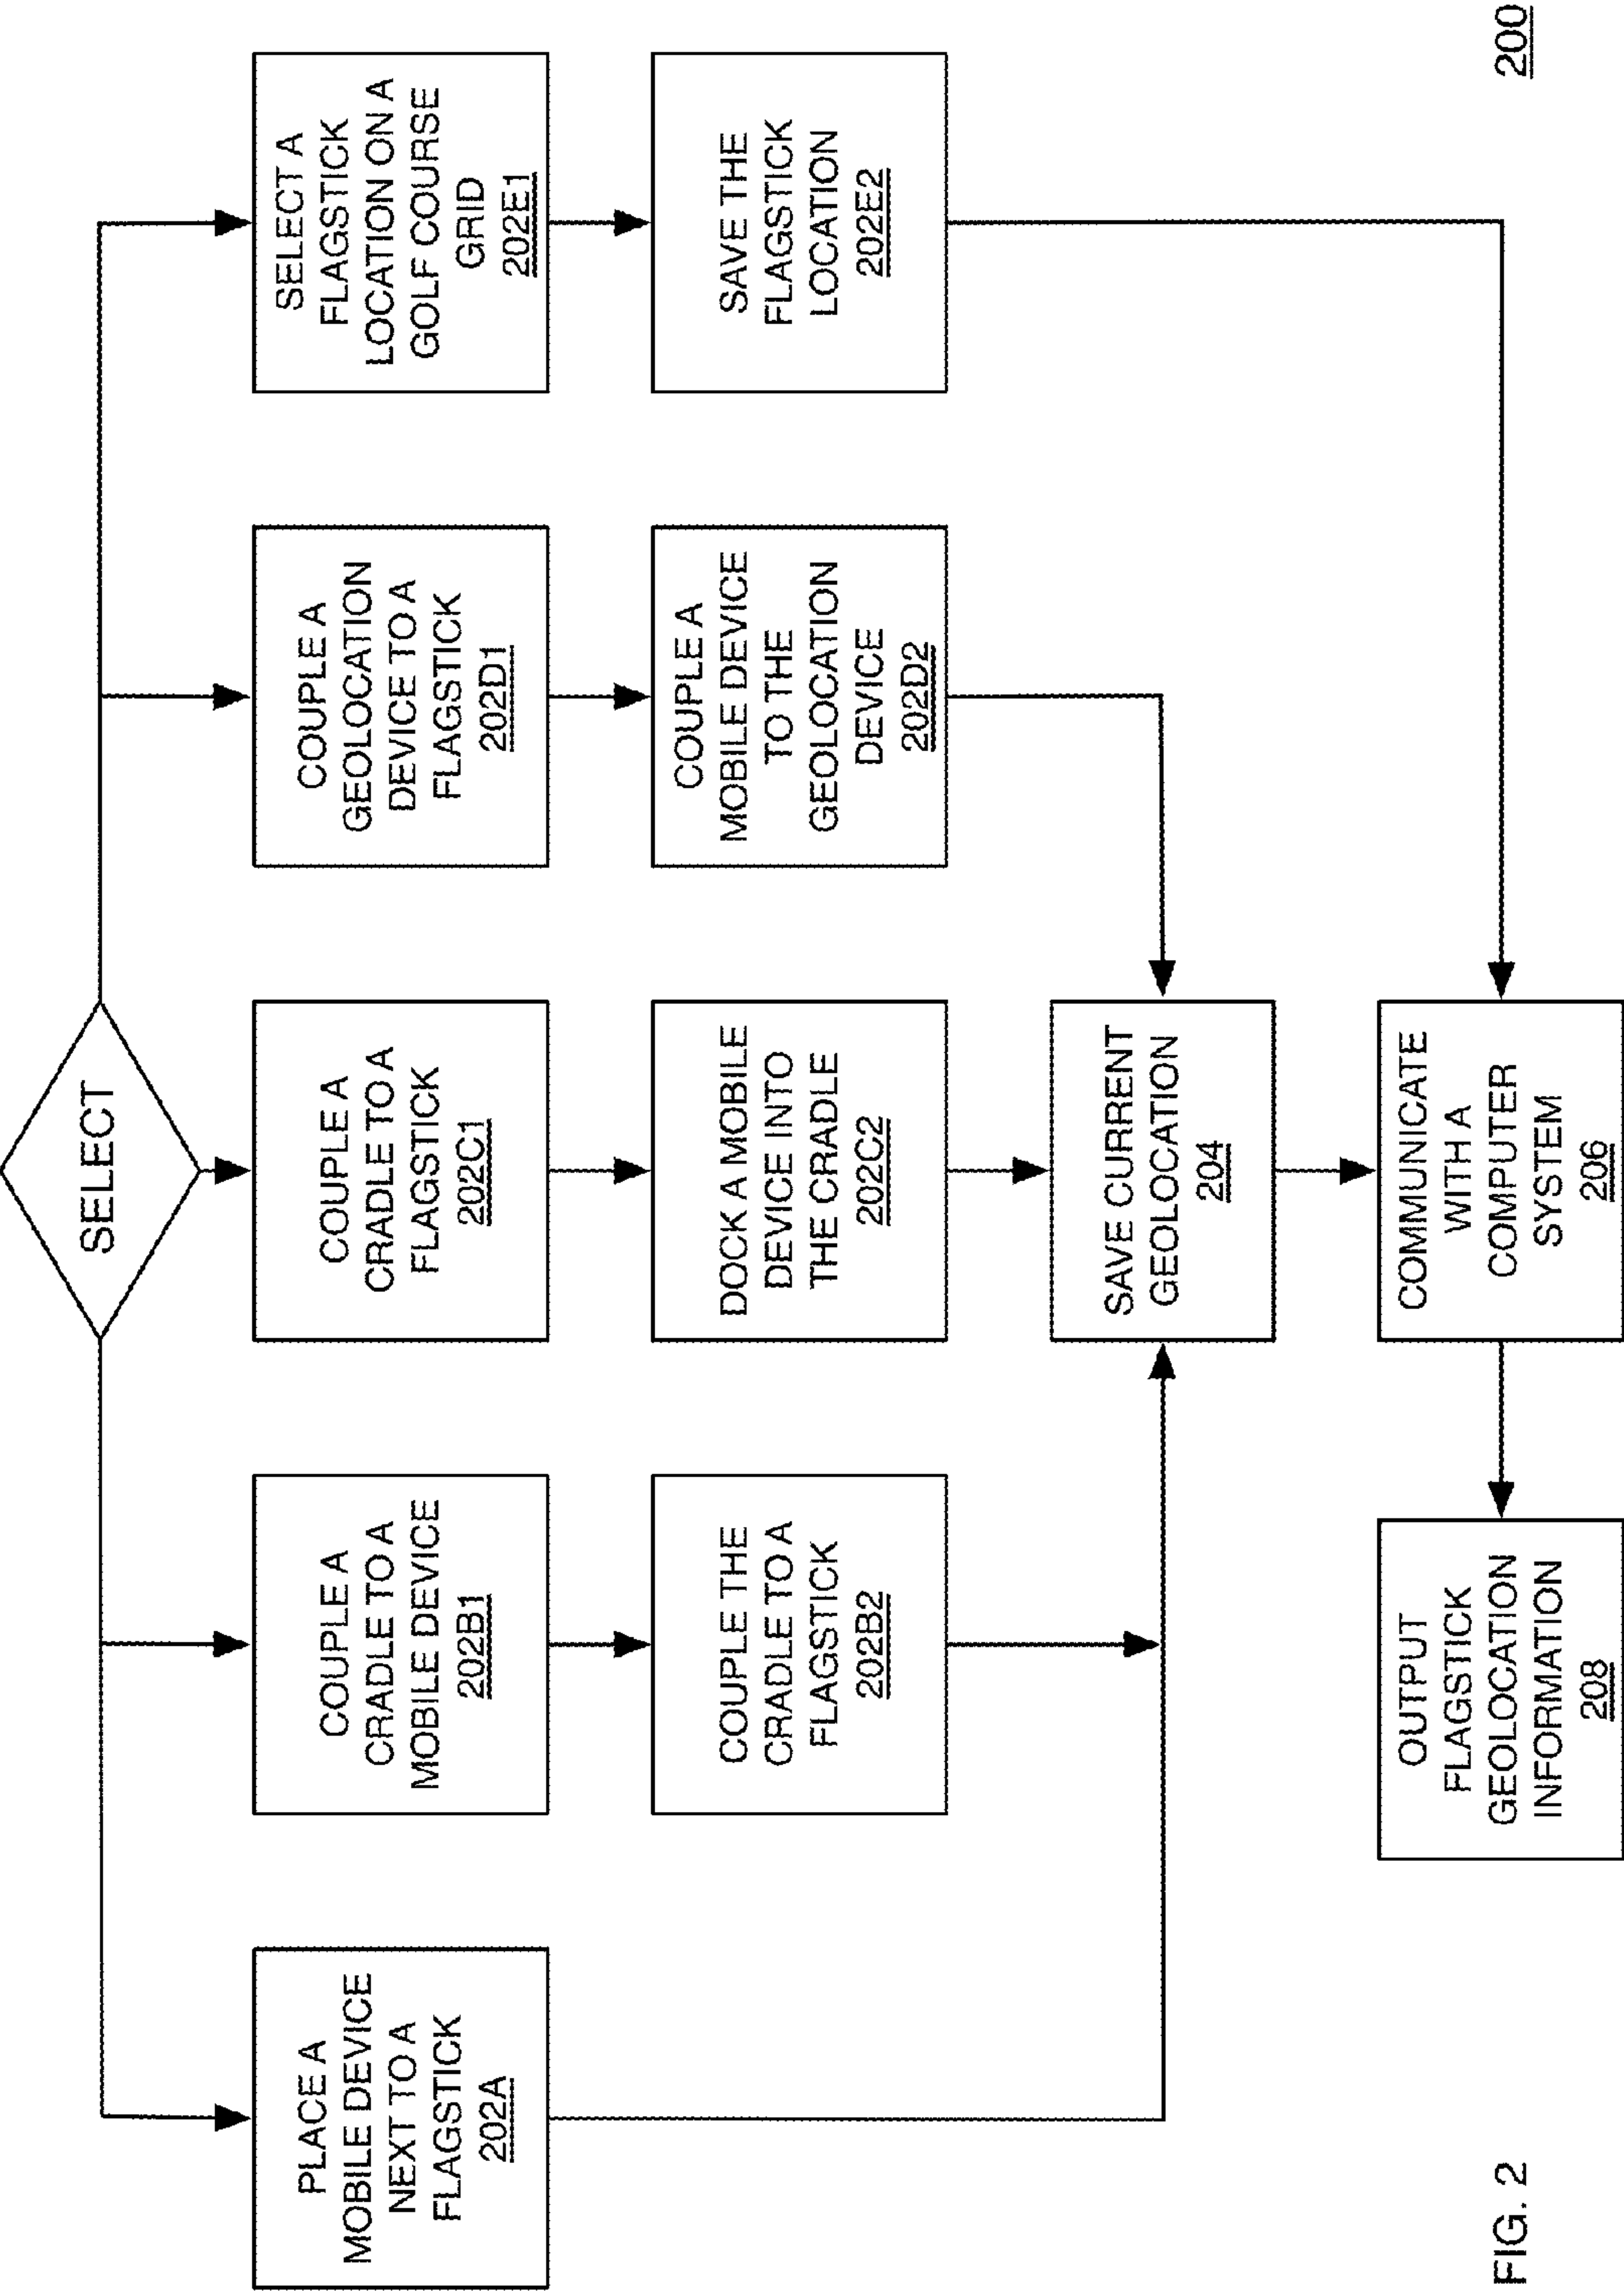 SELECT
PLACE A
MOBILE DEVICE
NEXT TO A
FLAGSTICK
202A
COUPLE A
CRADLE TO A
MOBILE DEVICE
202B1
COUPLE A
CRADLE TO A
FLAGSTICK
202C1
COUPLE A
GEOLOCATION
DEVICE TO A
FLAGSTICK
202D1
SELECT A
FLAGSTICK
LOCATION ON A
GOLF COURSE
GRID
202E1
COUPLE THE
CRADLE TO A
FLAGSTICK
202B2
DOCK A MOBILE
DEVICE INTO
THE CRADLE
202C2
COUPLE A
MOBILE DEVICE
TO THE
GEOLOCATION
DEVICE
202D2
SAVE THE
FLAGSTICK
LOCATION
202E2
SAVE CURRENT
GEOLOCATION
204
OUTPUT
FLAGSTICK
GEOLOCATION
INFORMATION
208
COMMUNICATE
WITH A
COMPUTER
SYSTEM
206
FIG. 2
200